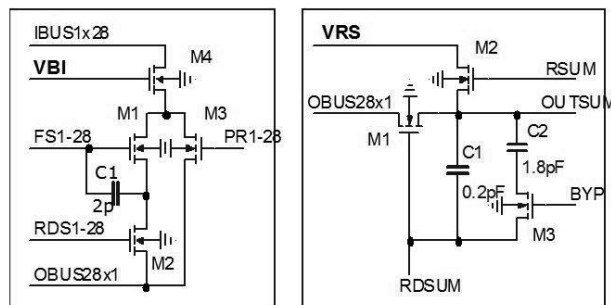 IBUS1x28
VBI
M4
M1
M3
FS1-28
PR1-28
C1
2p
RDS1-28
M2
OBUS28x1
VRS
M2
RSUM
OBUS28x1
OUTSUM
M1
C1
C2
0.2pF
1.8pF
BYP
M3
RDSUM